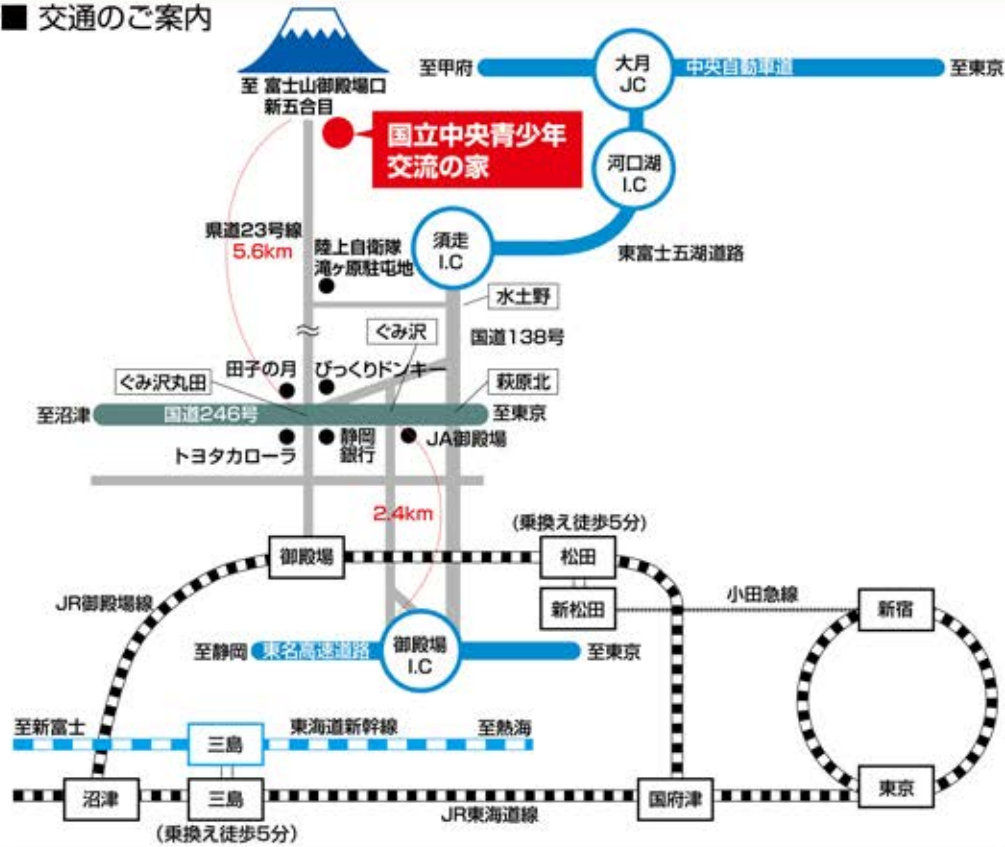 ■ 交通のご案内
至 富士山御殿場口
新五合目
至甲府
大月
JC
中央自動車道
至東京
国立中央青少年
交流の家
河口湖
I.C
県道23号線
5.6km
陸上自衛隊
滝ヶ原駐屯地
須走
I.C
東富士五湖道路
水土野
ぐみ沢
国道138号
田子の月
びっくりドンキー
ぐみ沢丸田
萩原北
至沼津
国道246号
至東京
トヨタカローラ
静岡
銀行
JA御殿場
2.4km
(乗換え徒歩5分)
御殿場
松田
JR御殿場線
新松田
小田急線
新宿
至静岡
東名高速道路
御殿場
I.C
至東京
至新富士
三島
東海道新幹線
至熱海
沼津
三島
JR東海道線
国府津
東京
(乗換え徒歩5分)